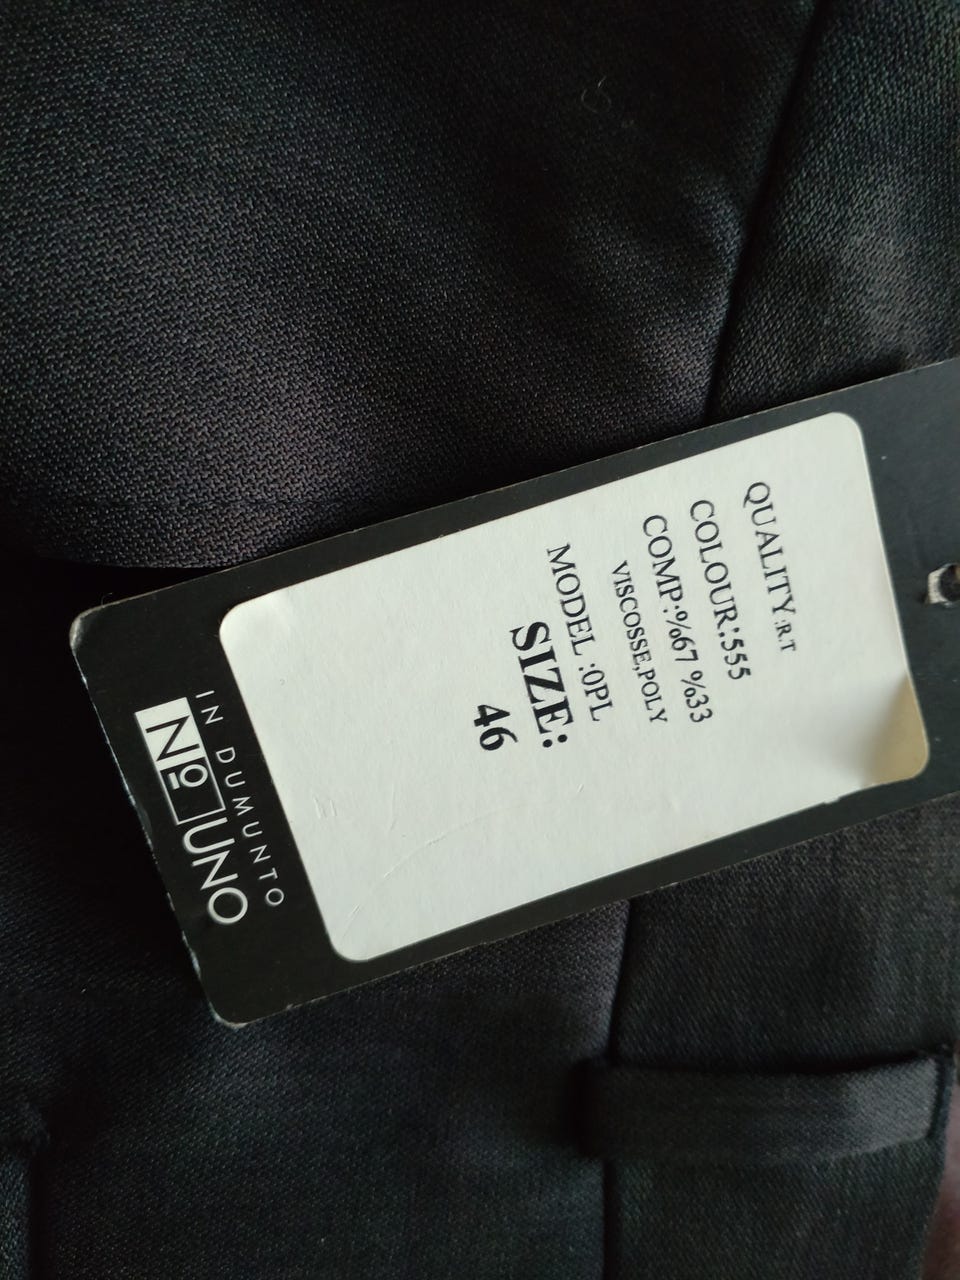 QUALITY:R.T
COLOUR:555
COMP:%67 %33
VISCOSSE,POLY
MODEL :0PL
SIZE:
46
IN DUMUNTO
Nº UNO